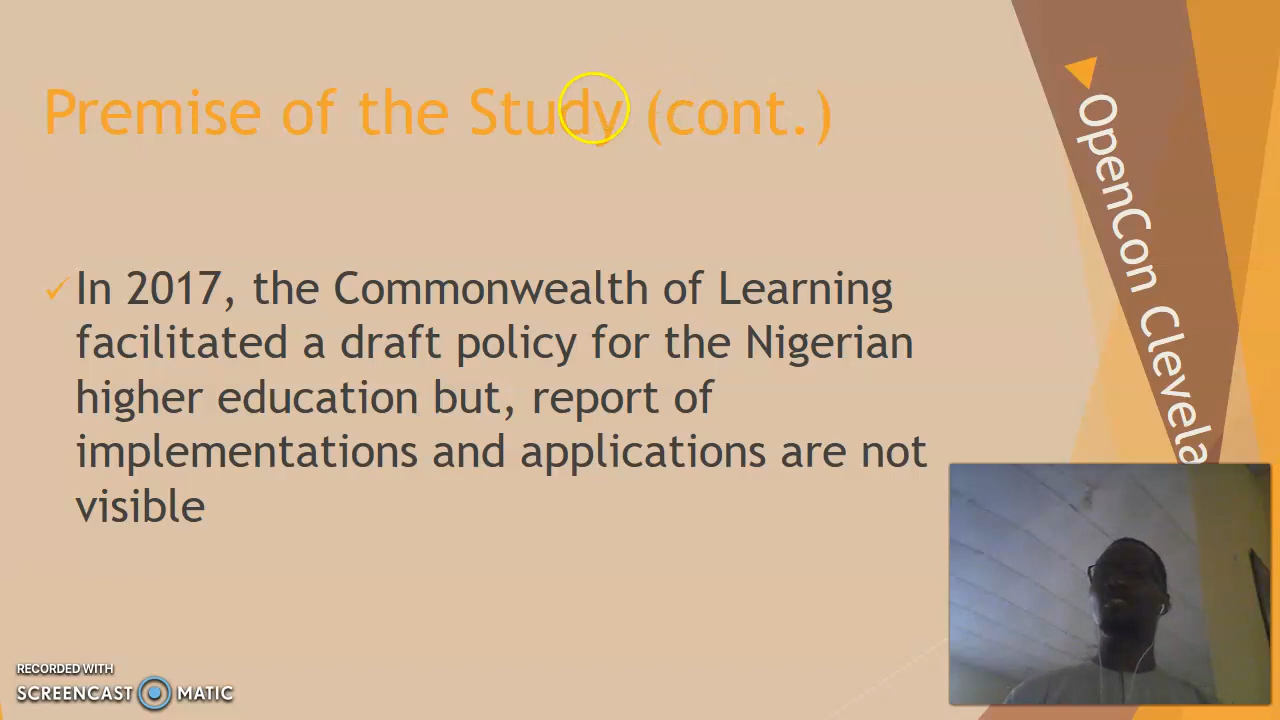 Premise of the Study (cont.)
In 2017, the Commonwealth of Learning
facilitated a draft policy for the Nigerian
higher education but, report of
implementations and applications are not
visible
OpenCon Clevela
RECORDED WITH
SCREENCAST MATIC